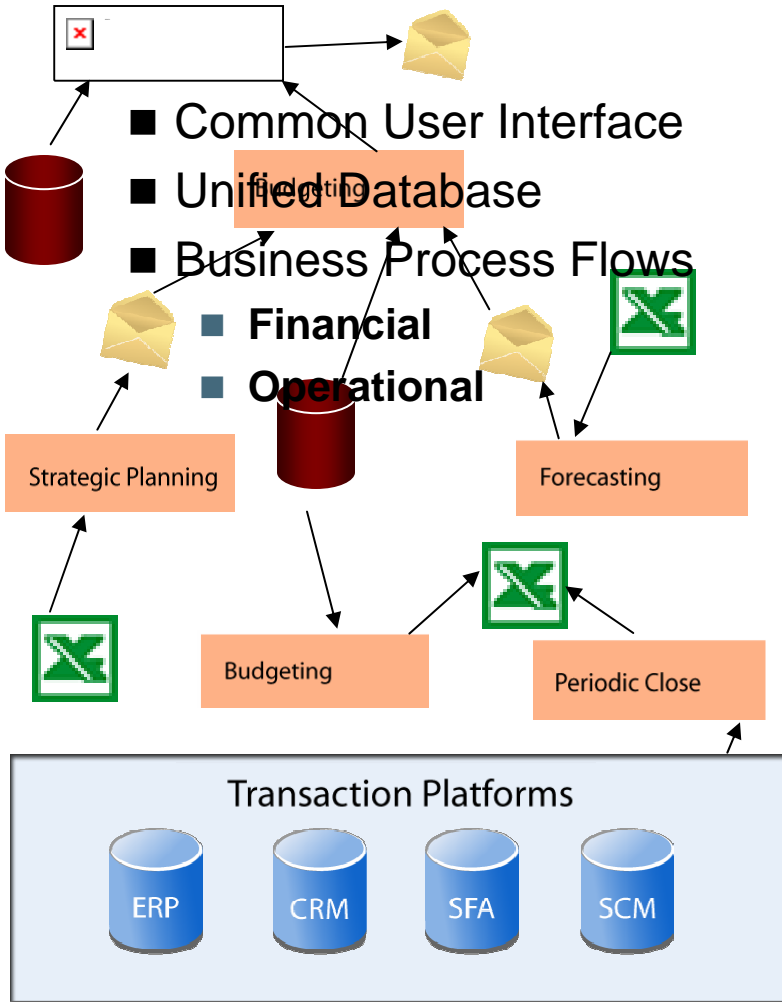 ■ Common User Interface
■ Unified Database
Budgeting
■ Business Process Flows
■ Financial
■ Operational
Strategic Planning
Forecasting
Budgeting
Periodic Close
Transaction Platforms
ERP CRM SFA SCM